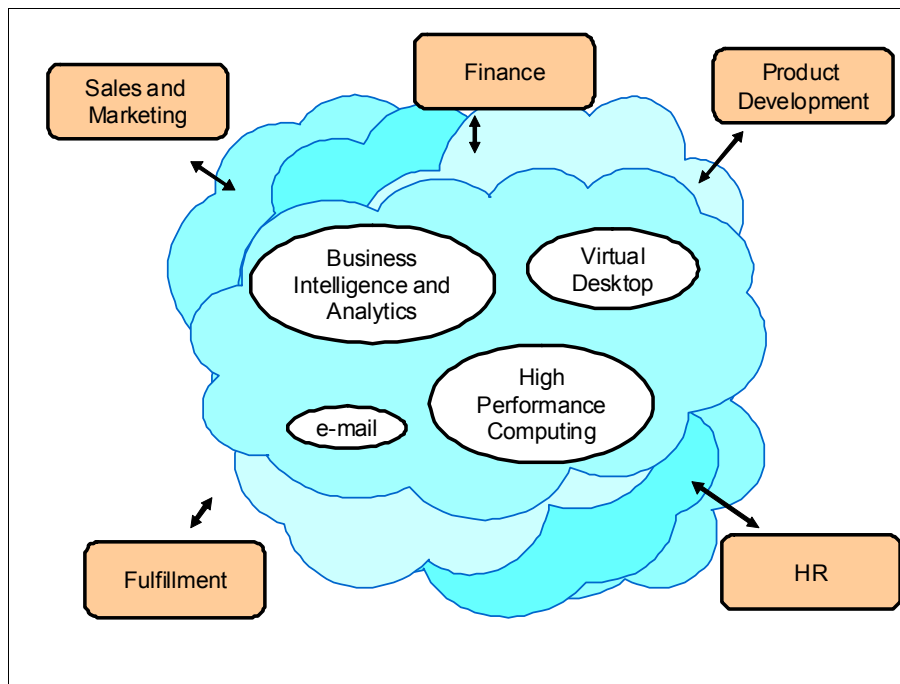 Sales and
Marketing
Finance
Product
Development
Business
Intelligence and
Analytics
Virtual
Desktop
High
Performance
Computing
e-mail
Fulfillment
HR